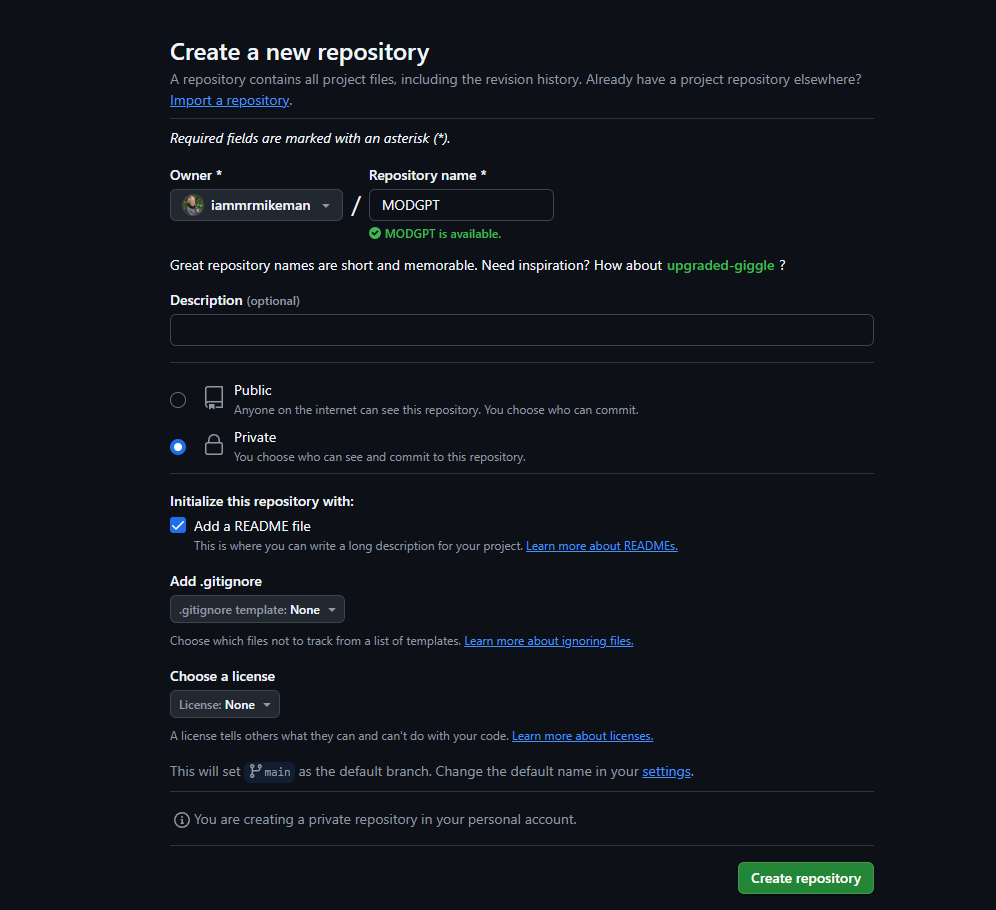 Create a new repository
A repository contains all project files, including the revision history. Already have a project repository elsewhere?
Import a repository.
Required fields are marked with an asterisk (*).
Owner *
Repository name *
iammrmikeman
/
MODGPT
MODGPT is available.
Great repository names are short and memorable. Need inspiration? How about upgraded-giggle ?
Description (optional)
Public
Anyone on the internet can see this repository. You choose who can commit.
Private
You choose who can see and commit to this repository.
Initialize this repository with:
Add a README file
This is where you can write a long description for your project. Learn more about READMEs.
Add .gitignore
.gitignore template: None
Choose which files not to track from a list of templates. Learn more about ignoring files.
Choose a license
License: None
A license tells others what they can and can't do with your code. Learn more about licenses.
This will set main as the default branch. Change the default name in your settings.
You are creating a private repository in your personal account.
Create repository